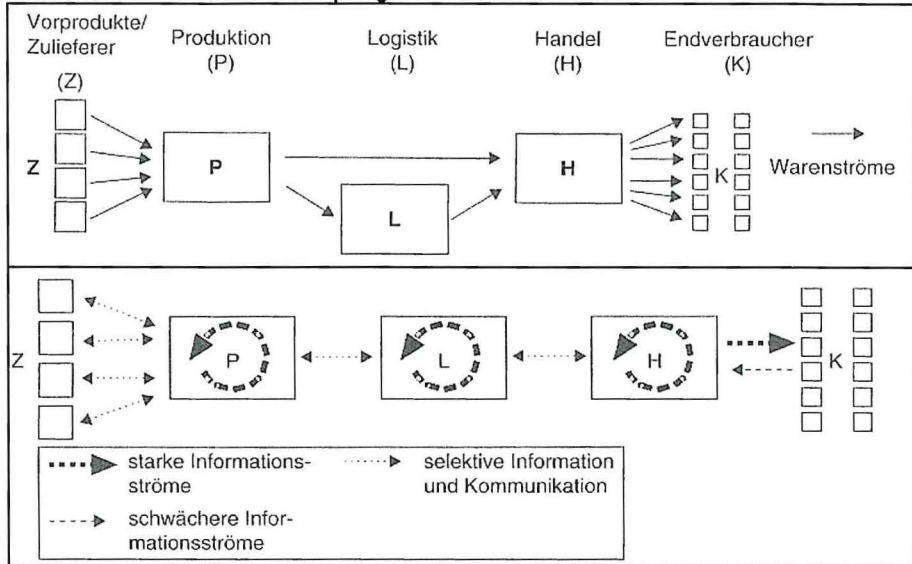 Vorprodukte/
Zulieferer
(Z)
Produktion
(P)
Logistik
(L)
Handel
(H)
Endverbraucher
(K)
Z
P
L
H
K
Warenströme
Z
P
L
H
K
starke Informations-
ströme
selektive Information
und Kommunikation
schwächere Infor-
mationsströme